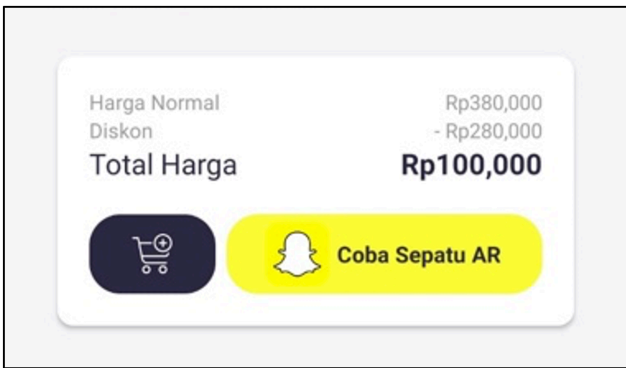 Harga Normal Rp380,000
Diskon - Rp280,000
Total Harga Rp100,000
Coba Sepatu AR